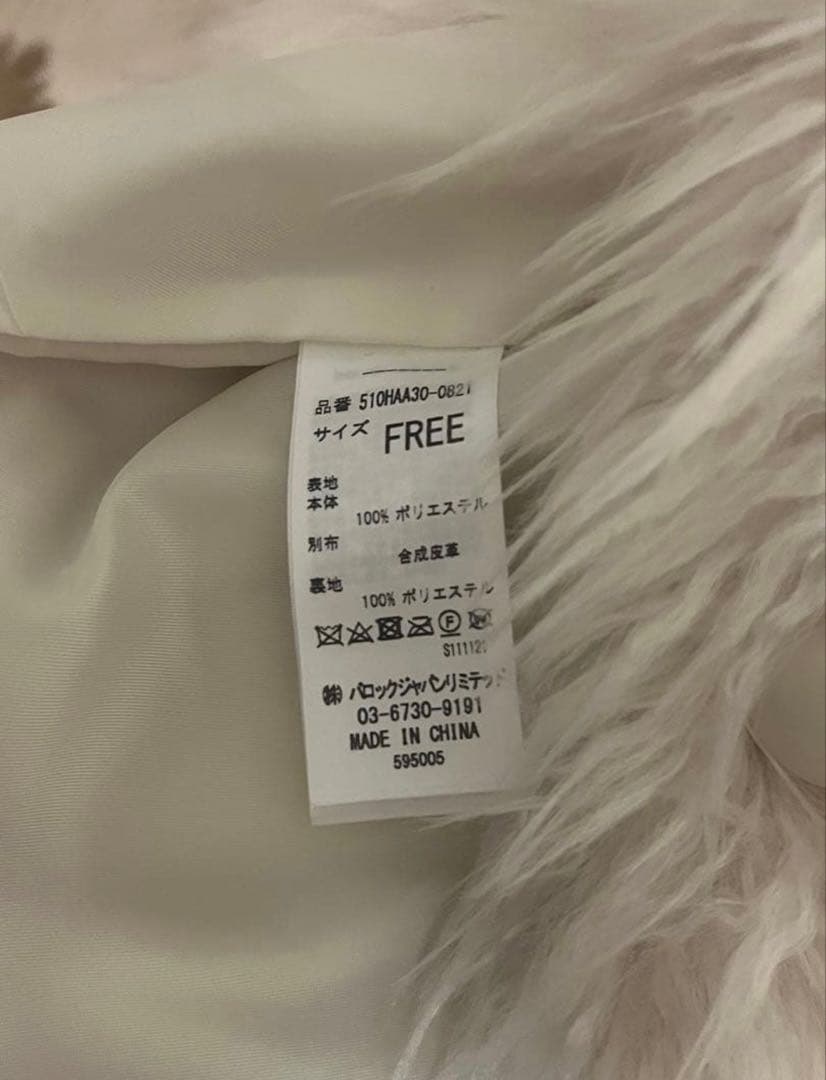 品番 510HAA30-0821
サイズ FREE
表地
本体
100% ポリエステル
別布
合成皮革
裏地
100% ポリエステル
F
㈱バロックジャパンリミテッド
03-6730-9191
MADE IN CHINA
595005